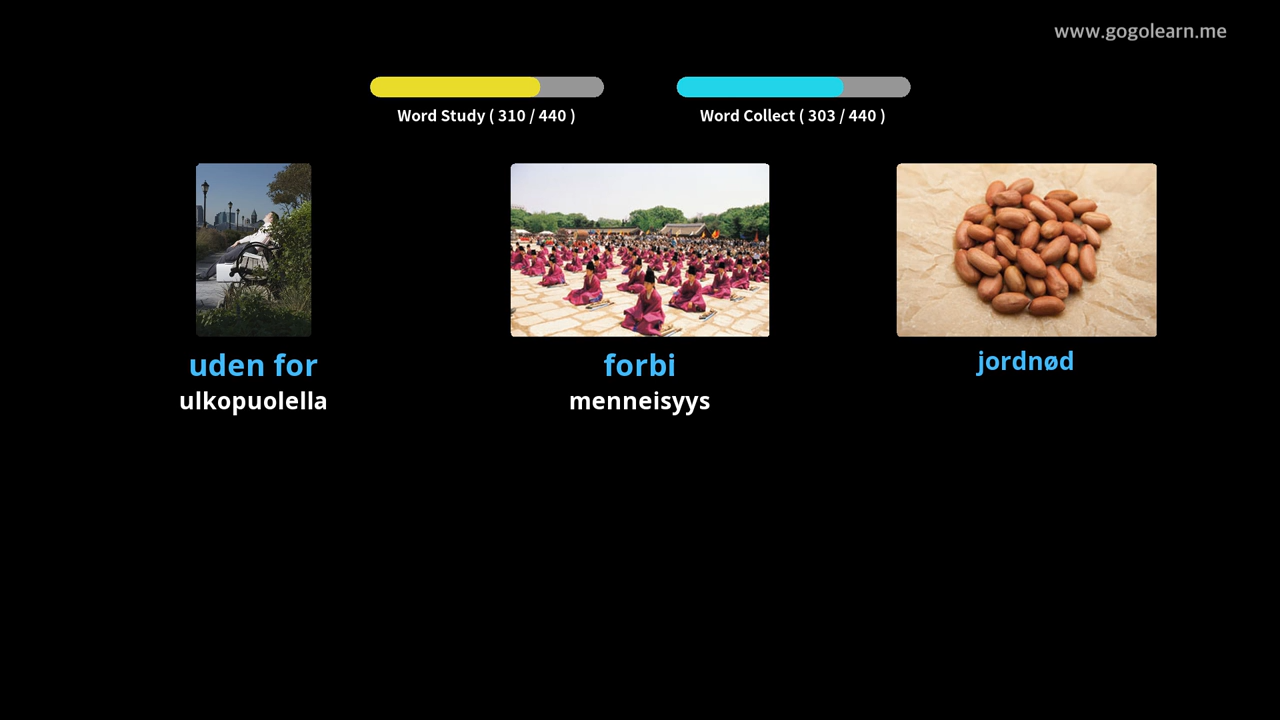 www.gogolearn.me
Word Study ( 310 / 440 )
Word Collect ( 303 / 440 )
uden for
ulkopuolella
forbi
menneisyys
jordnød